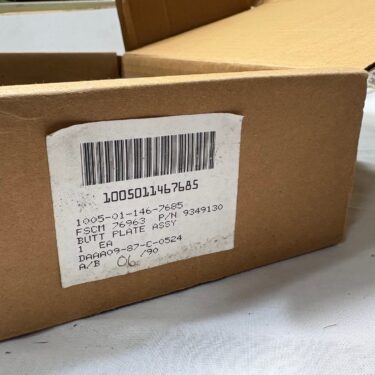 1005011467685
1005-01-146-7685
FSCM 76963 P/N 9349130
BUTT PLATE ASSY
1 EA
DAAA09-87-C-0524
A/B 06 /90